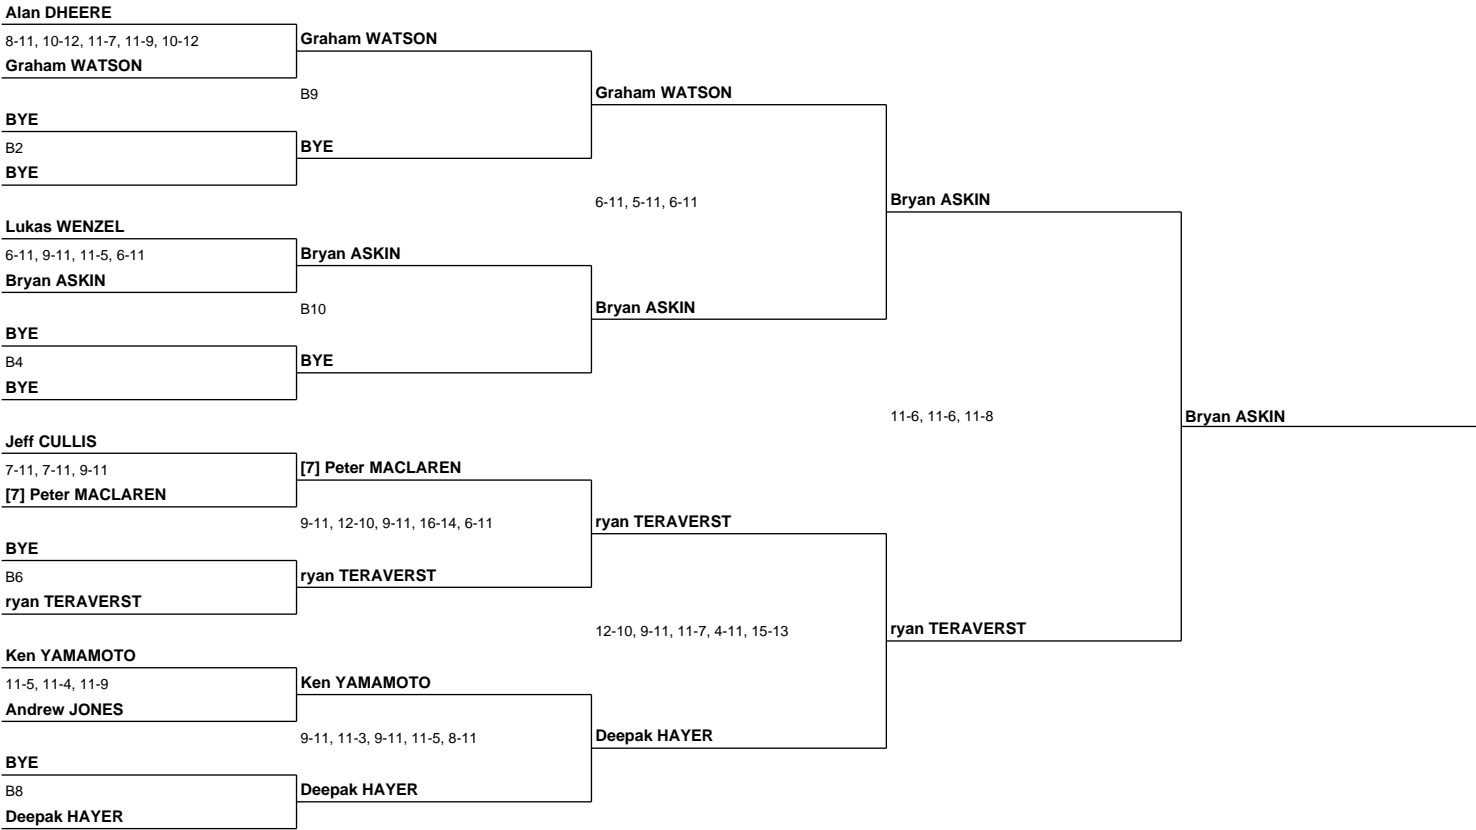 Alan DHEERE
8-11, 10-12, 11-7, 11-9, 10-12
Graham WATSON
BYE
B2
BYE
Lukas WENZEL
6-11, 9-11, 11-5, 6-11
Bryan ASKIN
BYE
B4
BYE
Jeff CULLIS
7-11, 7-11, 9-11
[7] Peter MACLAREN
BYE
B6
ryan TERAVERST
Ken YAMAMOTO
11-5, 11-4, 11-9
Andrew JONES
BYE
B8
Deepak HAYER
Graham WATSON
B9
BYE
Bryan ASKIN
B10
BYE
[7] Peter MACLAREN
9-11, 12-10, 9-11, 16-14, 6-11
ryan TERAVERST
Ken YAMAMOTO
9-11, 11-3, 9-11, 11-5, 8-11
Deepak HAYER
Graham WATSON
6-11, 5-11, 6-11
Bryan ASKIN
ryan TERAVERST
12-10, 9-11, 11-7, 4-11, 15-13
Deepak HAYER
Bryan ASKIN
11-6, 11-6, 11-8
ryan TERAVERST
Bryan ASKIN